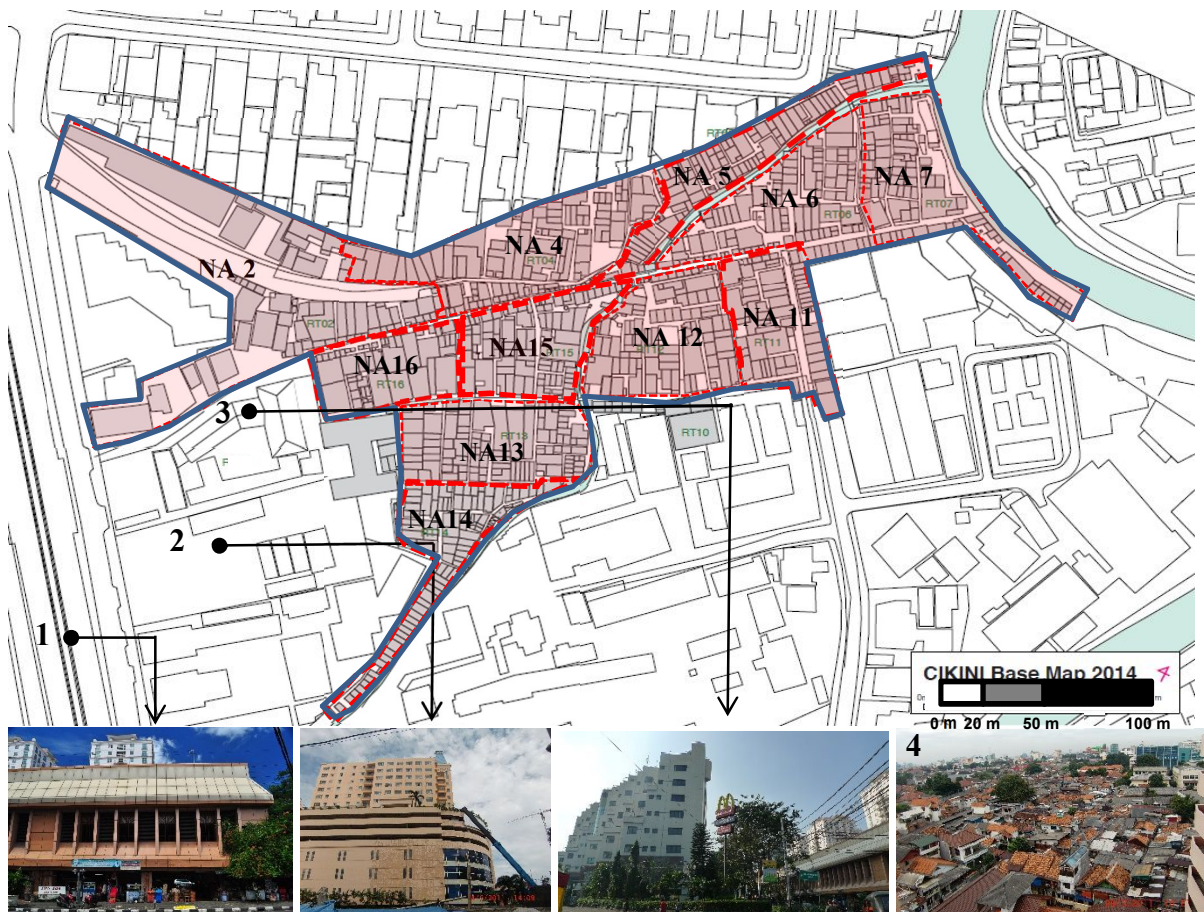 NA 5
NA 7
NA 6
RT06
RT07
NA 4
RT04
NA 2
RT02
NA 11
NA 12
RT11
NA15
RT15
NA16
RT16
3
RT10
RT13
NA13
NA14
2
1
CIKINI Base Map 2014
0 m 20 m 50 m 100 m
4